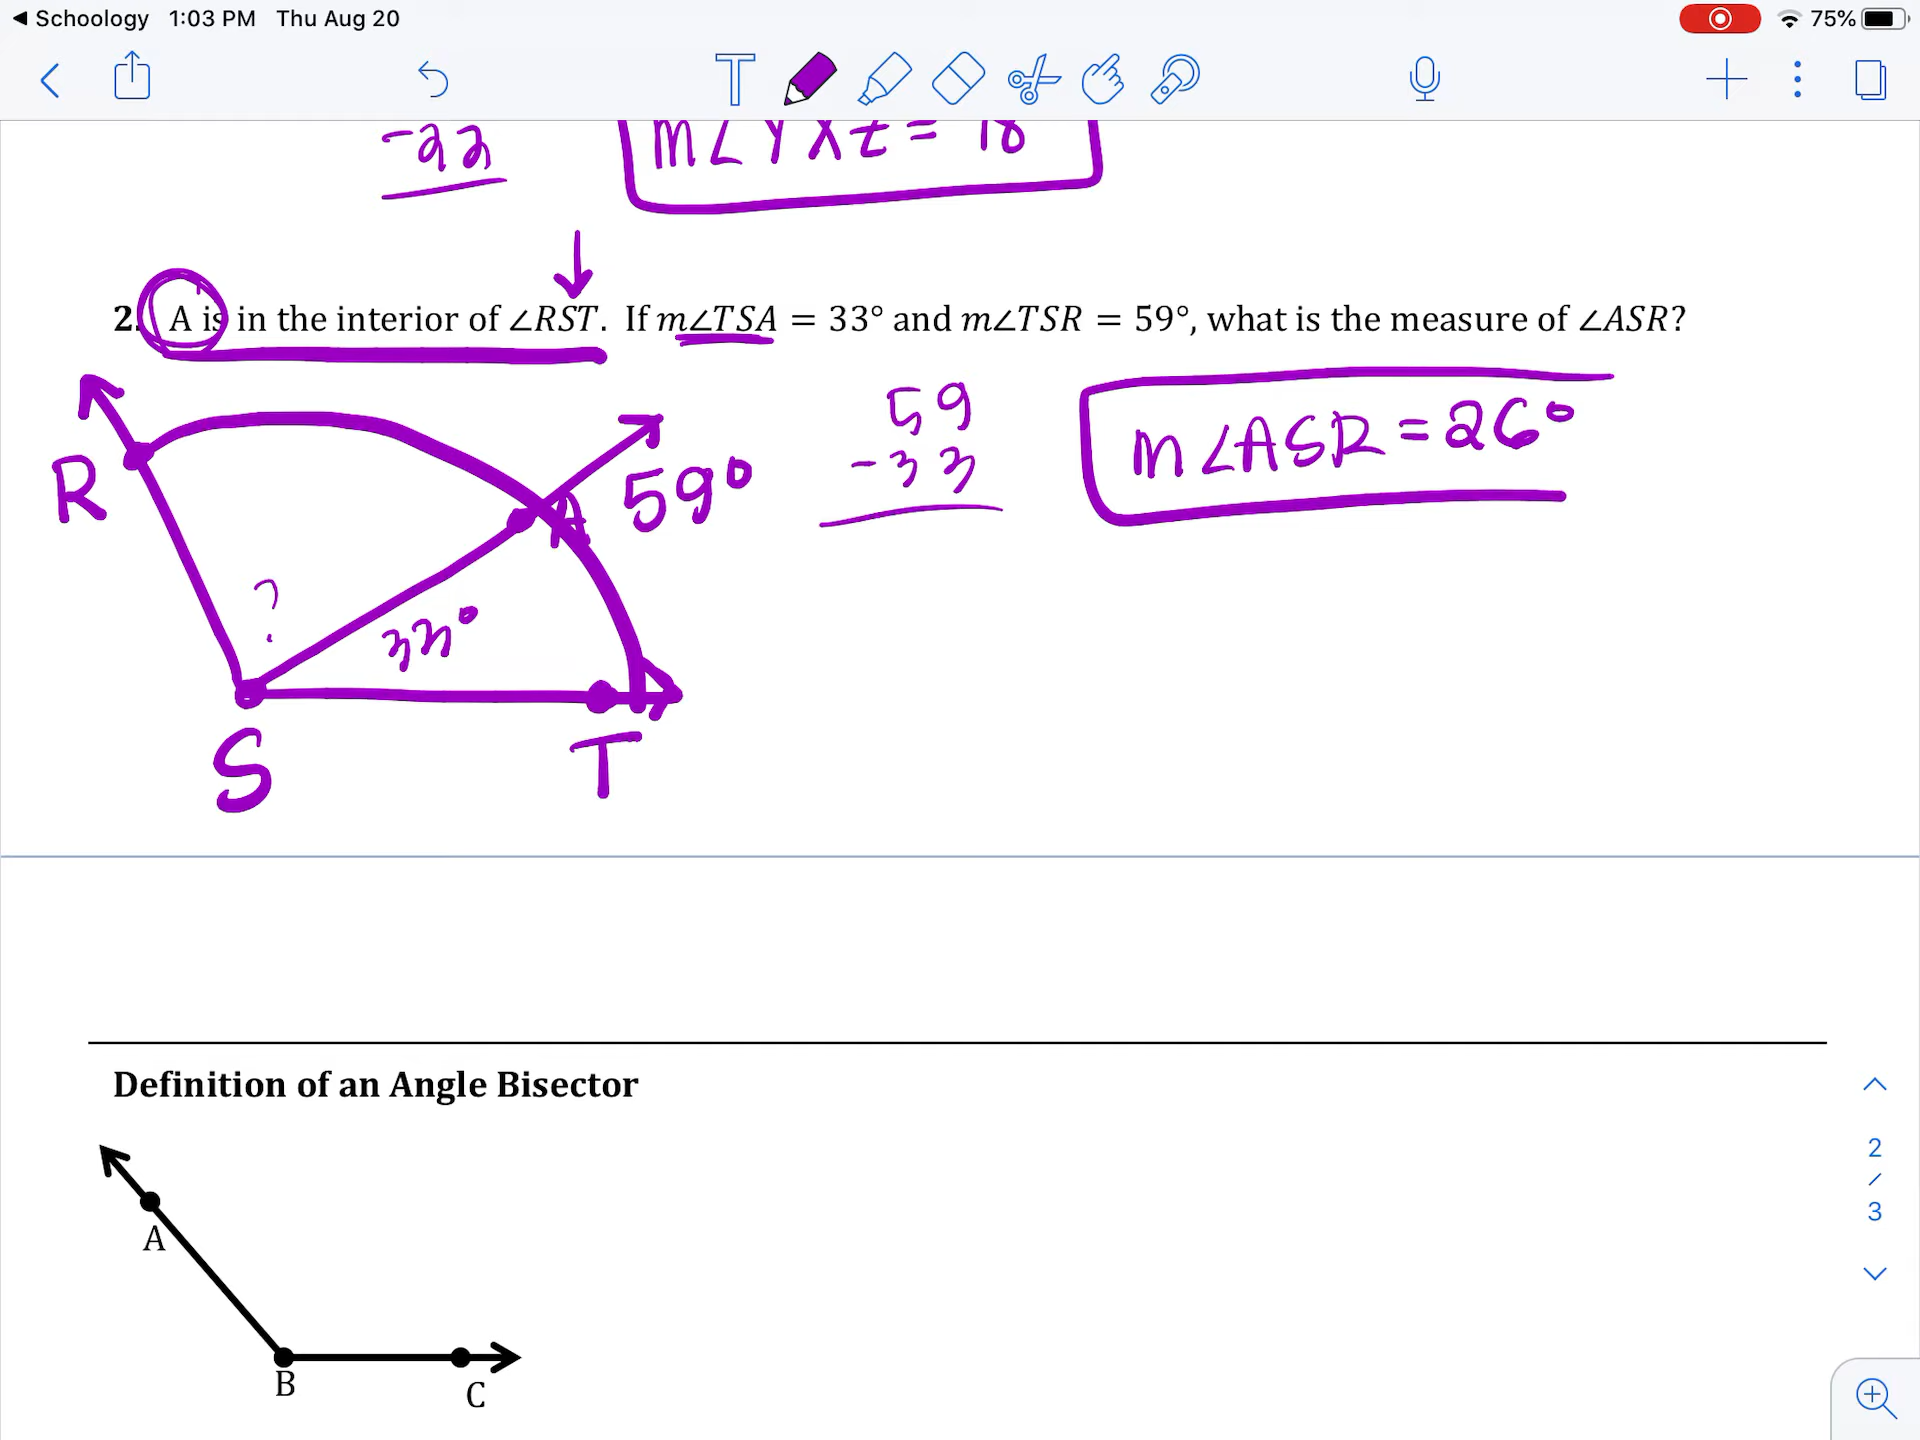 Schoology 1:03 PM Thu Aug 20 75%
T
-22
m∠YXZ = 18
2. A is in the interior of ∠RST. If m∠TSA = 33° and m∠TSR = 59°, what is the measure of ∠ASR?
59
-33
m∠ASR = 26°
R
A
59°
?
33°
S
T
Definition of an Angle Bisector
A
B
C
2
/
3